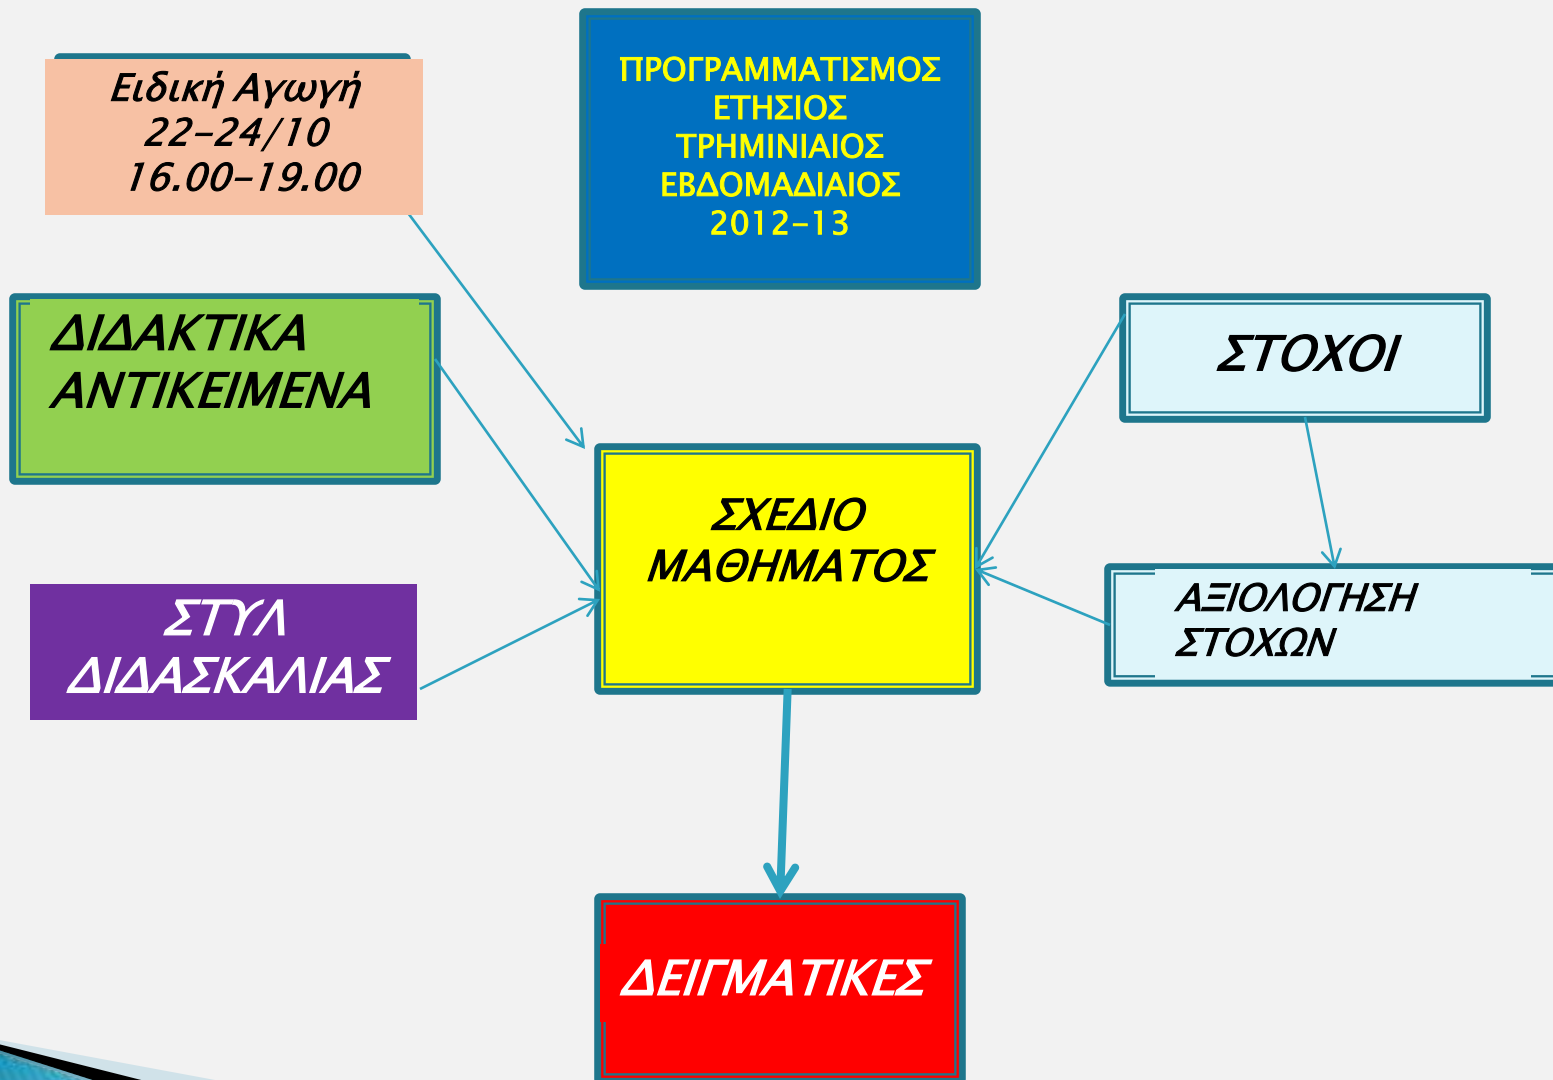 Ειδική Αγωγή
22-24/10
16.00-19.00
ΠΡΟΓΡΑΜΜΑΤΙΣΜΟΣ
ΕΤΗΣΙΟΣ
ΤΡΗΜΙΝΙΑΙΟΣ
ΕΒΔΟΜΑΔΙΑΙΟΣ
2012-13
ΔΙΔΑΚΤΙΚΑ
ΑΝΤΙΚΕΙΜΕΝΑ
ΣΤΟΧΟΙ
ΣΧΕΔΙΟ
ΜΑΘΗΜΑΤΟΣ
ΣΤΥΛ
ΔΙΔΑΣΚΑΛΙΑΣ
ΑΞΙΟΛΟΓΗΣΗ
ΣΤΟΧΩΝ
ΔΕΙΓΜΑΤΙΚΕΣ